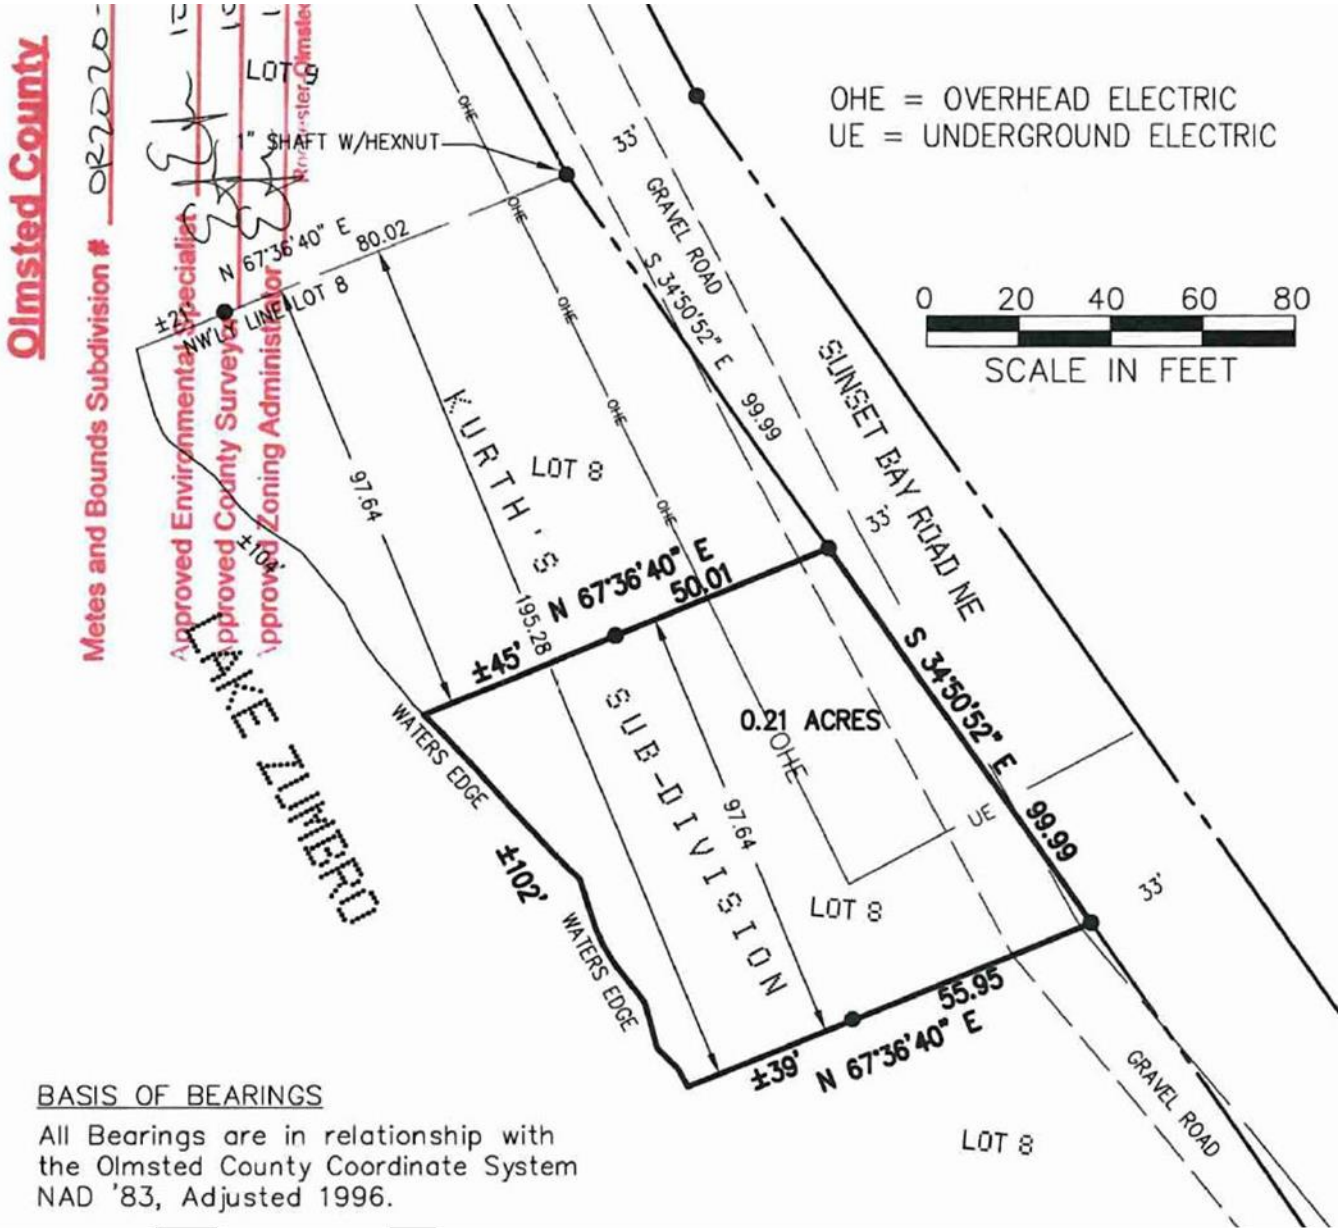 Olmsted County
Metes and Bounds Subdivision # OR2020-
Approved Environmental Specialist
Approved County Surveyor
Approved Zoning Administrator
LOT 9
1" SHAFT W/HEXNUT
OHE = OVERHEAD ELECTRIC
UE = UNDERGROUND ELECTRIC
0 20 40 60 80
SCALE IN FEET
N 67°36'40" E
80.02
±21'
NW'LY LINE LOT 8
33'
GRAVEL ROAD
S 34°50'52" E 99.99
SUNSET BAY ROAD NE
33'
OHE
OHE
OHE
OHE
OHE
KURTH'S
LOT 8
97.64
±104'
195.28
N 67°36'40" E
50.01
±45'
LAKE ZUMBRO
WATERS EDGE
SUB-DIVISION
0.21 ACRES
OHE
S 34°50'52" E 99.99
97.64
UE
±102'
WATERS EDGE
LOT 8
33'
55.95
±39'
N 67°36'40" E
GRAVEL ROAD
LOT 8
BASIS OF BEARINGS
All Bearings are in relationship with
the Olmsted County Coordinate System
NAD '83, Adjusted 1996.